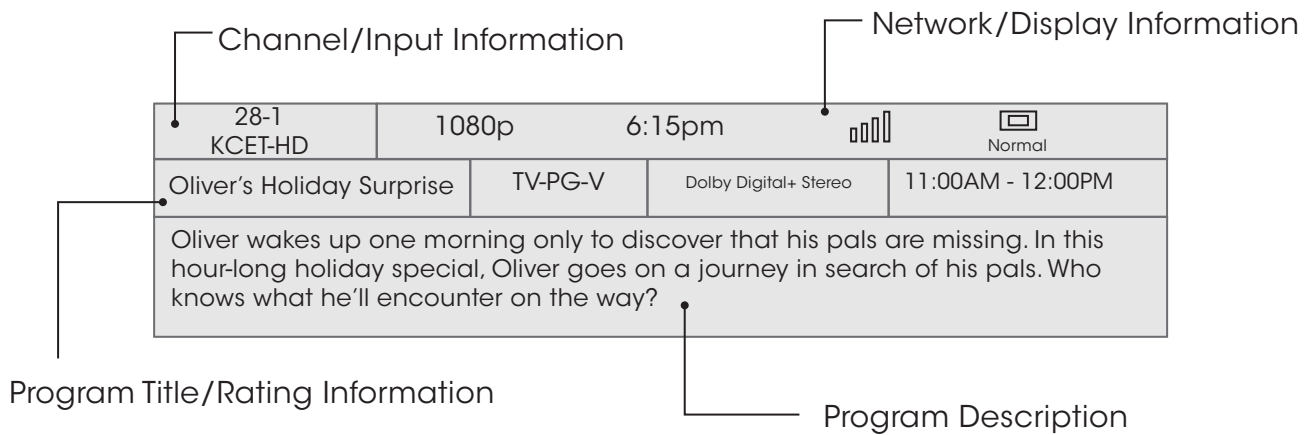 Channel/Input Information
Network/Display Information
28-1
KCET-HD
1080p
6:15pm
Normal
Oliver's Holiday Surprise
TV-PG-V
Dolby Digital+ Stereo
11:00AM - 12:00PM
Oliver wakes up one morning only to discover that his pals are missing. In this
hour-long holiday special, Oliver goes on a journey in search of his pals. Who
knows what he'll encounter on the way?
Program Title/Rating Information
Program Description